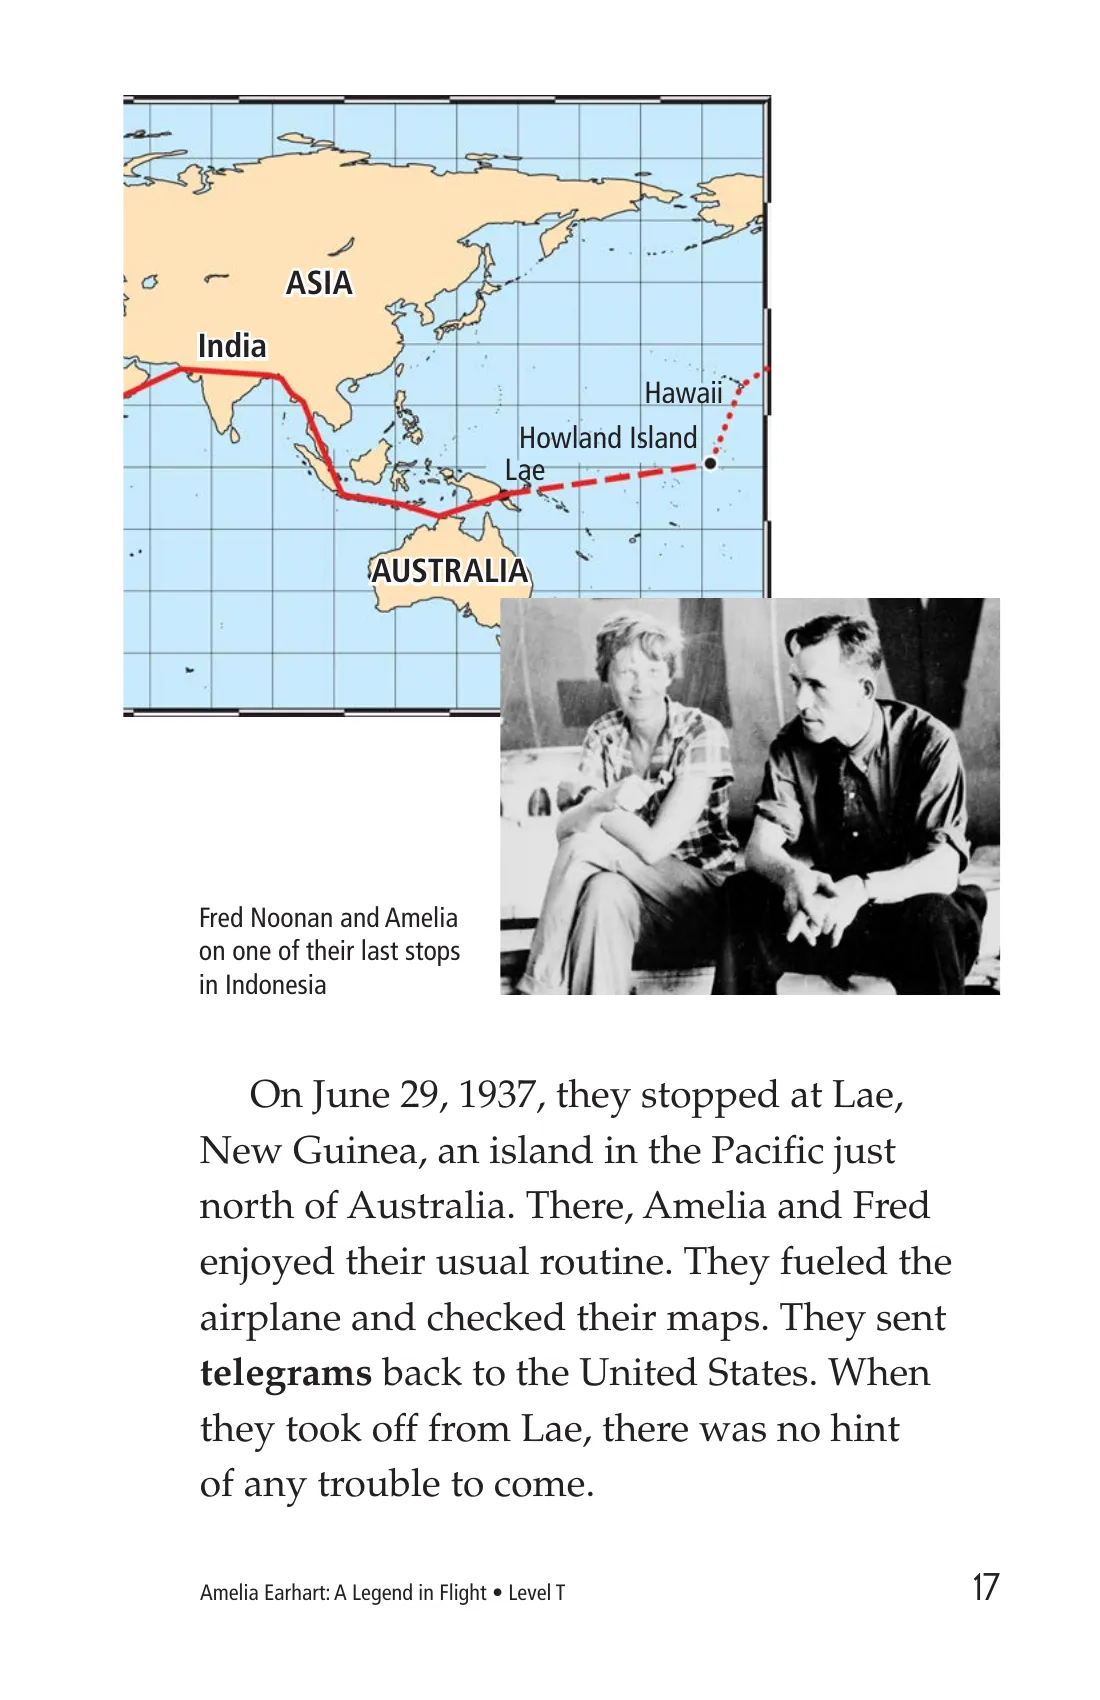 ASIA
India
Hawaii
Howland Island
Lae
AUSTRALIA
Fred Noonan and Amelia
on one of their last stops
in Indonesia
On June 29, 1937, they stopped at Lae,
New Guinea, an island in the Pacific just
north of Australia. There, Amelia and Fred
enjoyed their usual routine. They fueled the
airplane and checked their maps. They sent
telegrams back to the United States. When
they took off from Lae, there was no hint
of any trouble to come.
Amelia Earhart: A Legend in Flight • Level T
17